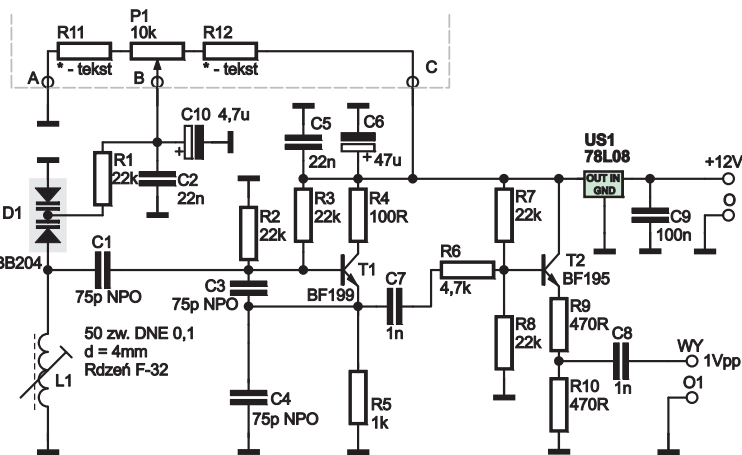 P1
10k
R11
R12
* - tekst
* - tekst
A
B
C
C10 4,7u
+
C5
22n
C6
+ 47u
US1
78L08
OUT IN
GND
+12V
O
R1
22k
C2
22n
D1
BB204
C1
75p NPO
R2
22k
R3
22k
R4
100R
R7
22k
C9
100n
C3
75p NPO
T1
BF199
C7
1n
R6
4,7k
T2
BF195
50 zw. DNE 0,1
d = 4mm
Rdzeń F-32
L1
C4
75p NPO
R5
1k
R8
22k
R9
470R
C8
1n
WY
1Vpp
R10
470R
O1